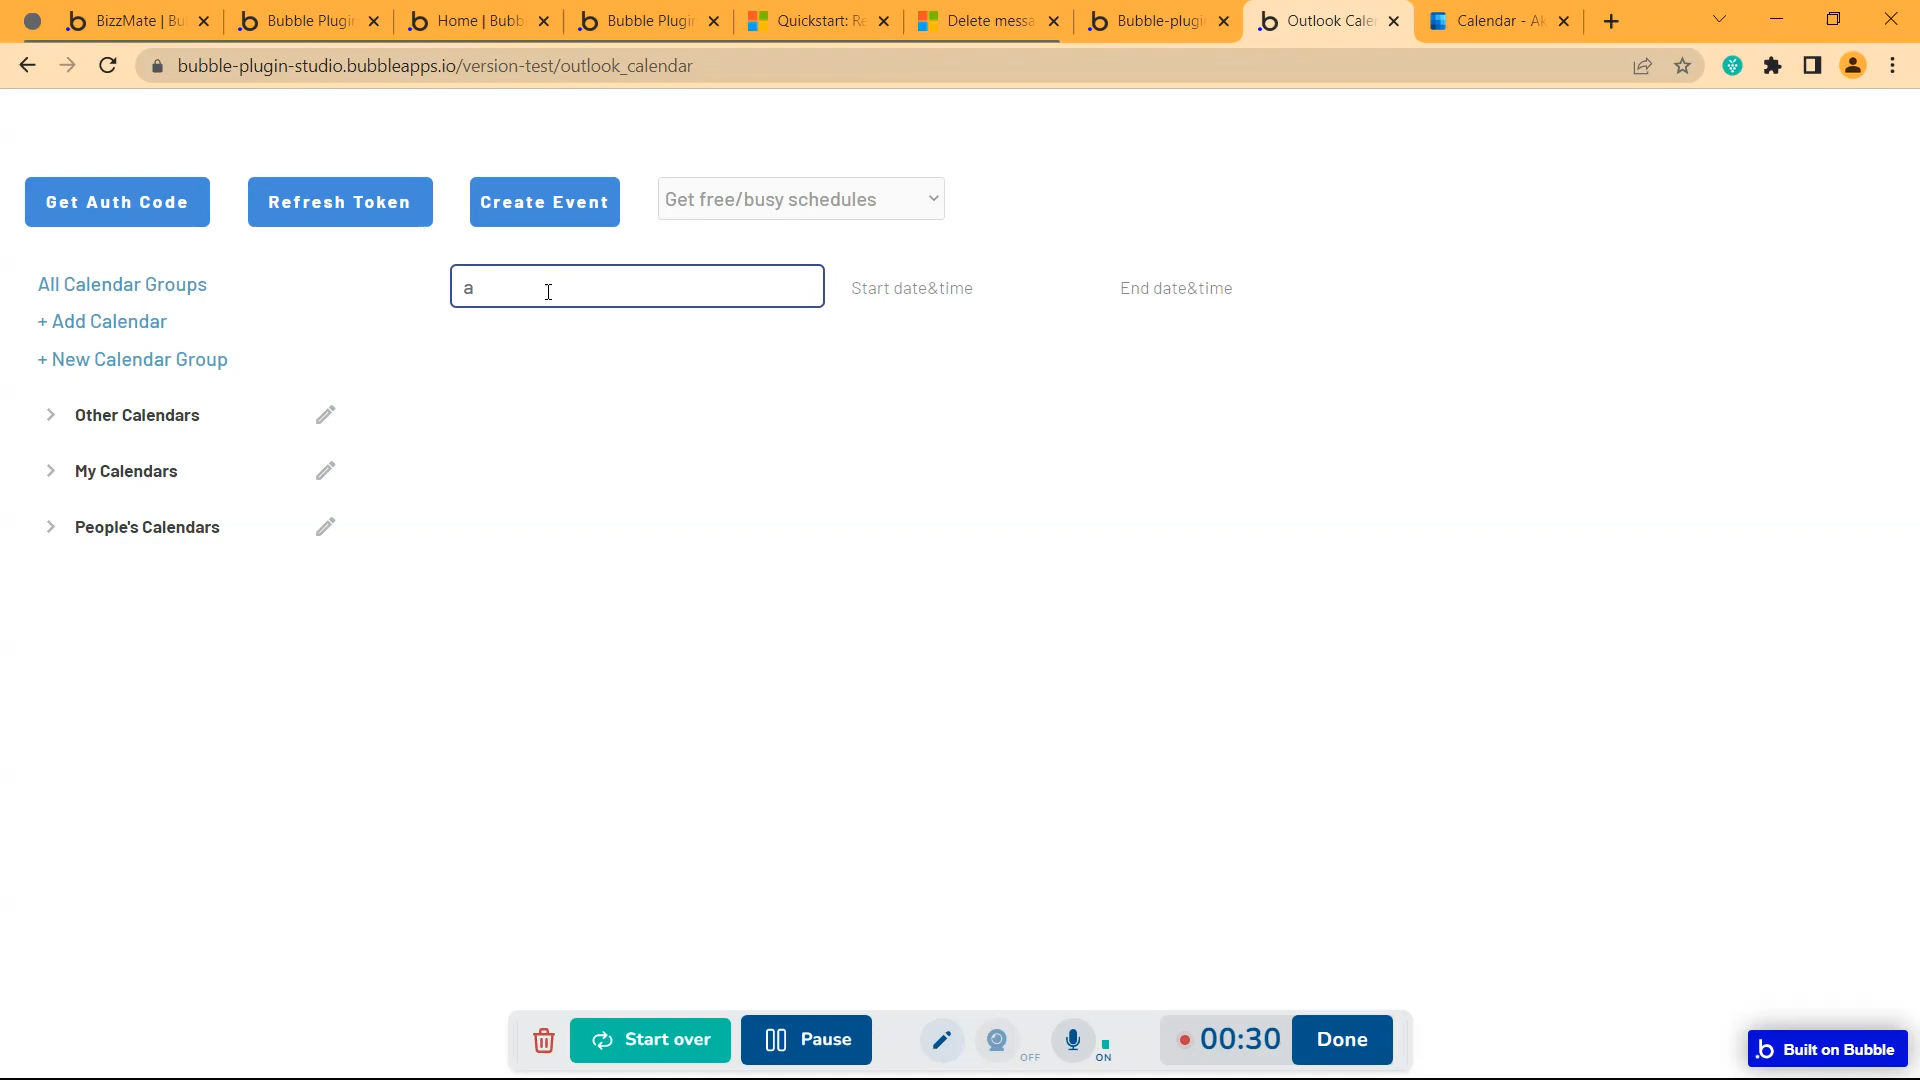 BizzMate | Bu
Bubble Plugin
Home | Bubb
Bubble Plugin
Quickstart: Re
Delete messa
Bubble-plugi
Outlook Cale
Calendar - Ak
bubble-plugin-studio.bubbleapps.io/version-test/outlook_calendar
Get Auth Code
Refresh Token
Create Event
Get free/busy schedules
All Calendar Groups
a
Start date&time
End date&time
+ Add Calendar
+ New Calendar Group
Other Calendars
My Calendars
People's Calendars
Start over
Pause
OFF
ON
00:30
Done
Built on Bubble